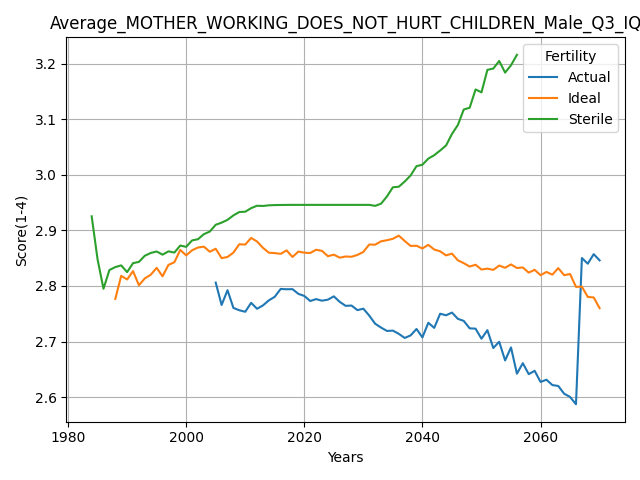 Average_MOTHER_WORKING_DOES_NOT_HURT_CHILDREN_Male_Q3_IQ
Fertility
Actual
Ideal
Sterile
Score(1-4)
3.2
3.1
3.0
2.9
2.8
2.7
2.6
1980 2000 2020 2040 2060
Years